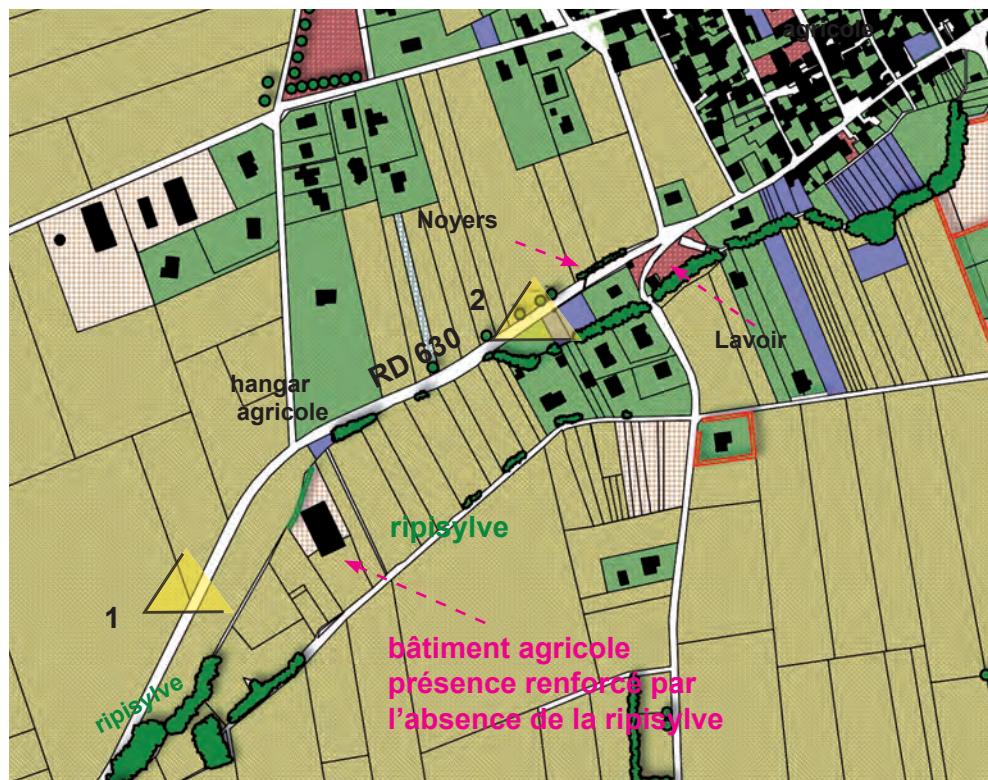 agricole
Noyers
2
RD 630
Lavoir
hangar
agricole
ripisylve
1
bâtiment agricole
présence renforcé par
l'absence de la ripisylve
ripisylve